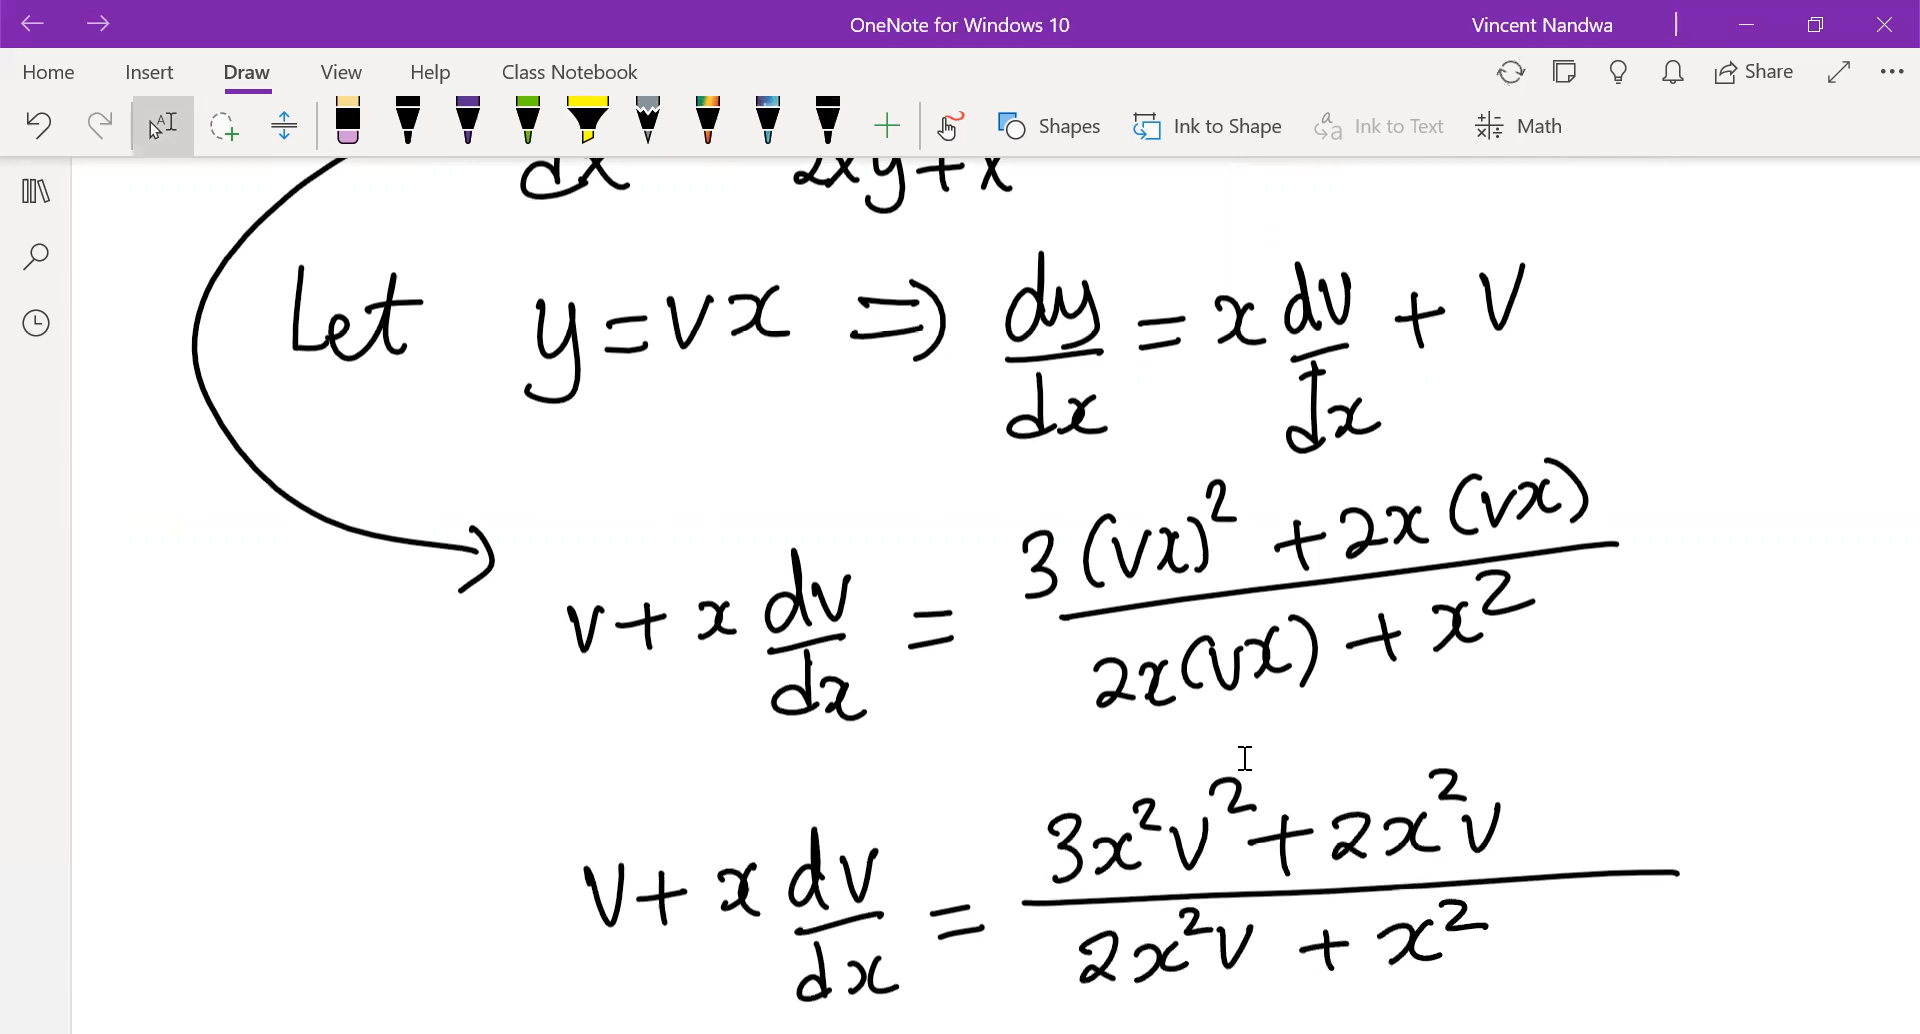 OneNote for Windows 10 Vincent Nandwa
Home Insert Draw View Help Class Notebook Share
Shapes Ink to Shape Ink to Text Math
dx 2xy+x
Let y=vx ⇒ dy/dx = x dv/dx + v
v+x dv/dx = (3(vx)²+2x(vx))/(2x(vx)+x²)
v+x dv/dx = (3x²v²+2x²v)/(2x²v+x²)